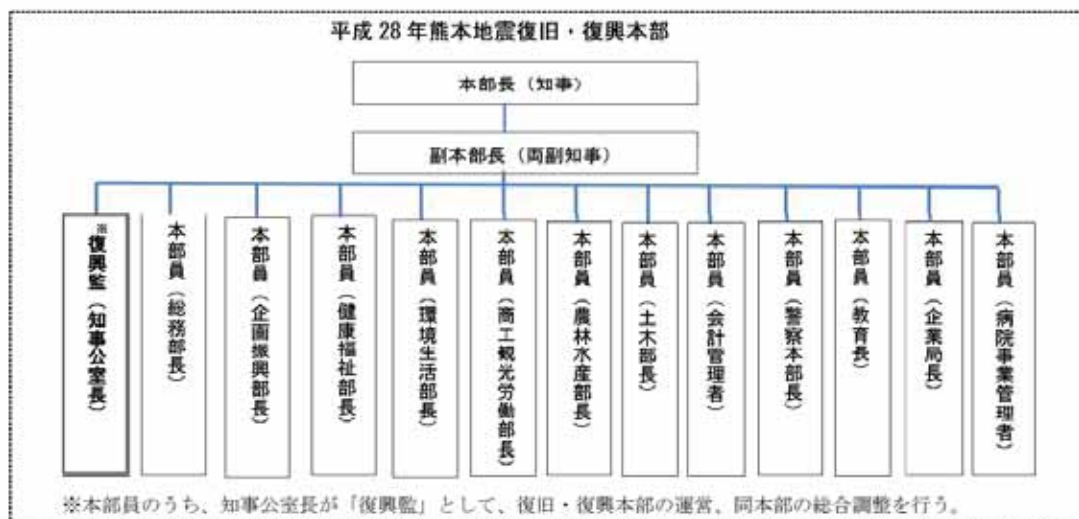 平成28年熊本地震復旧・復興本部
本部長（知事）
副本部長（両副知事）
※復興監（知事公室長）
本部員（総務部長）
本部員（企画振興部長）
本部員（健康福祉部長）
本部員（環境生活部長）
本部員（商工観光労働部長）
本部員（農林水産部長）
本部員（土木部長）
本部員（会計管理者）
本部員（警察本部長）
本部員（教育長）
本部員（企業局長）
本部員（病院事業管理者）
※本部員のうち、知事公室長が「復興監」として、復旧・復興本部の運営、同本部の総合調整を行う。